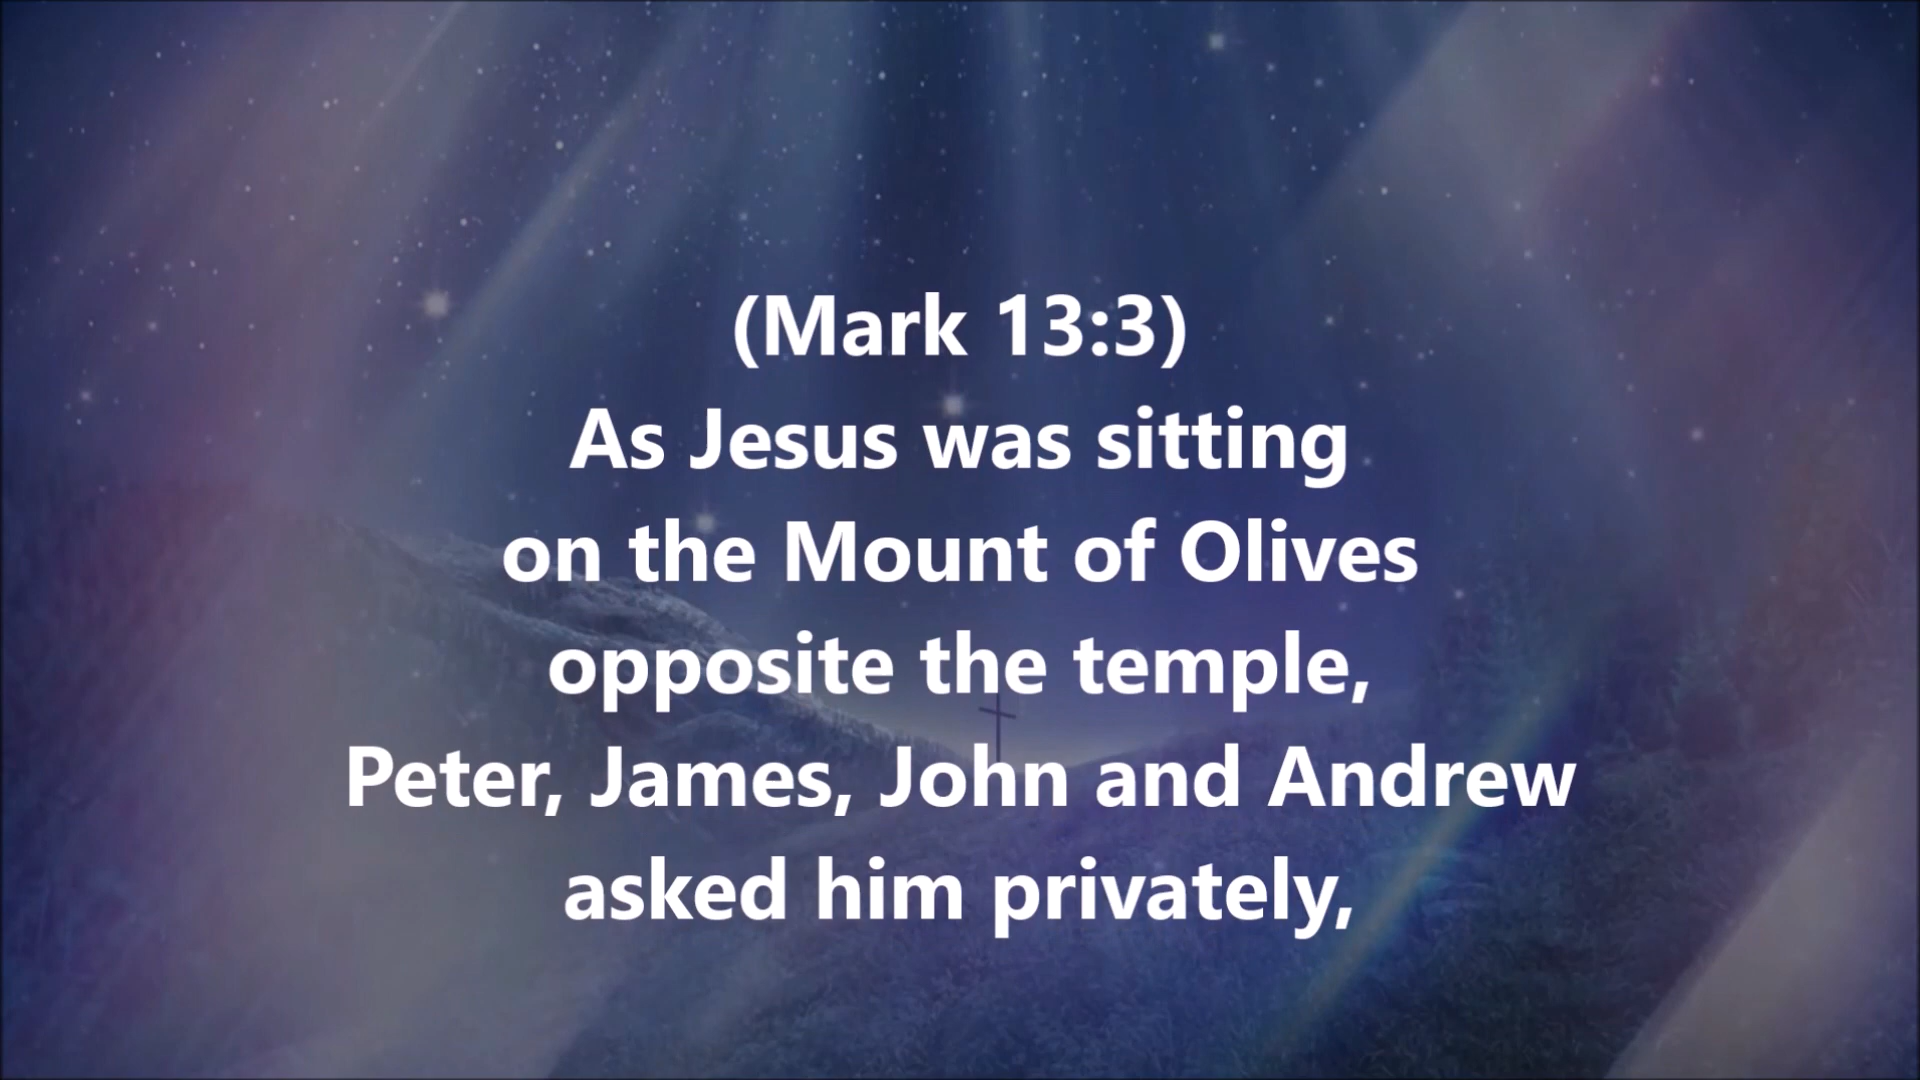 (Mark 13:3)
As Jesus was sitting
on the Mount of Olives
opposite the temple,
Peter, James, John and Andrew
asked him privately,